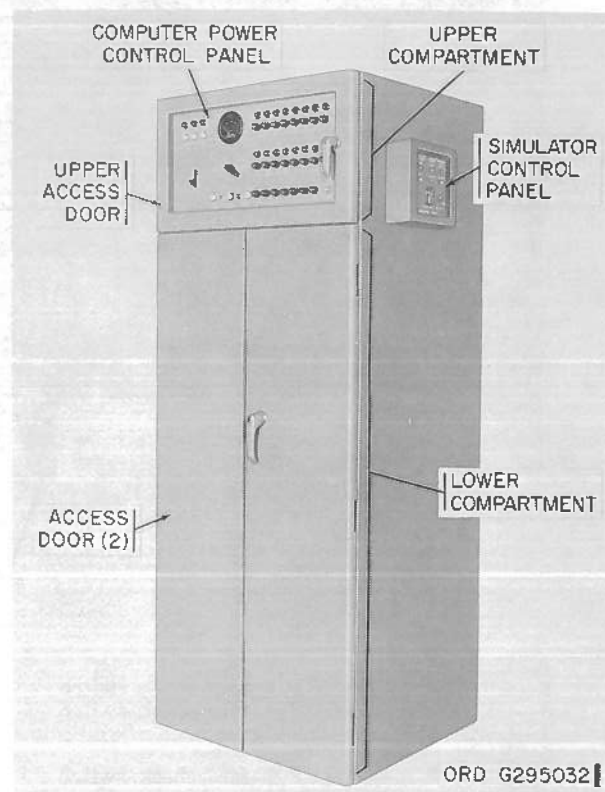 COMPUTER POWER
CONTROL PANEL
UPPER
COMPARTMENT
UPPER
ACCESS
DOOR
SIMULATOR
CONTROL
PANEL
LOWER
COMPARTMENT
ACCESS
DOOR (2)
ORD G295032